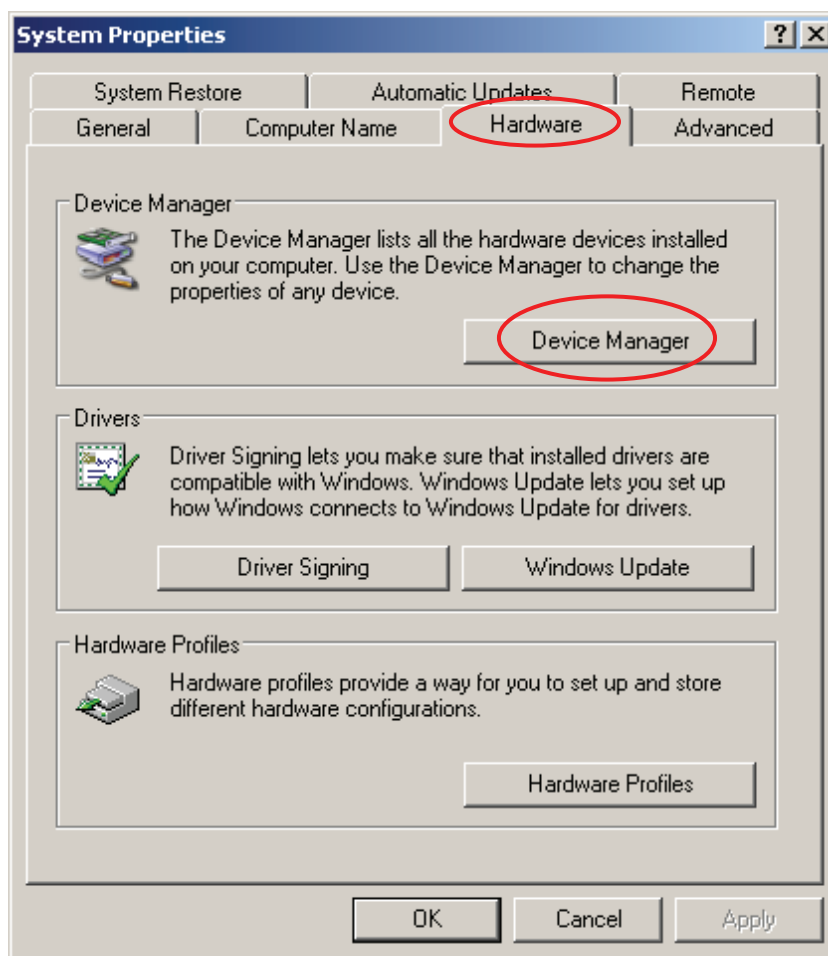 System Properties
System Restore Automatic Updates Remote
General Computer Name Hardware Advanced
Device Manager
The Device Manager lists all the hardware devices installed
on your computer. Use the Device Manager to change the
properties of any device.
Device Manager
Drivers
Driver Signing lets you make sure that installed drivers are
compatible with Windows. Windows Update lets you set up
how Windows connects to Windows Update for drivers.
Driver Signing Windows Update
Hardware Profiles
Hardware profiles provide a way for you to set up and store
different hardware configurations.
Hardware Profiles
OK Cancel Apply